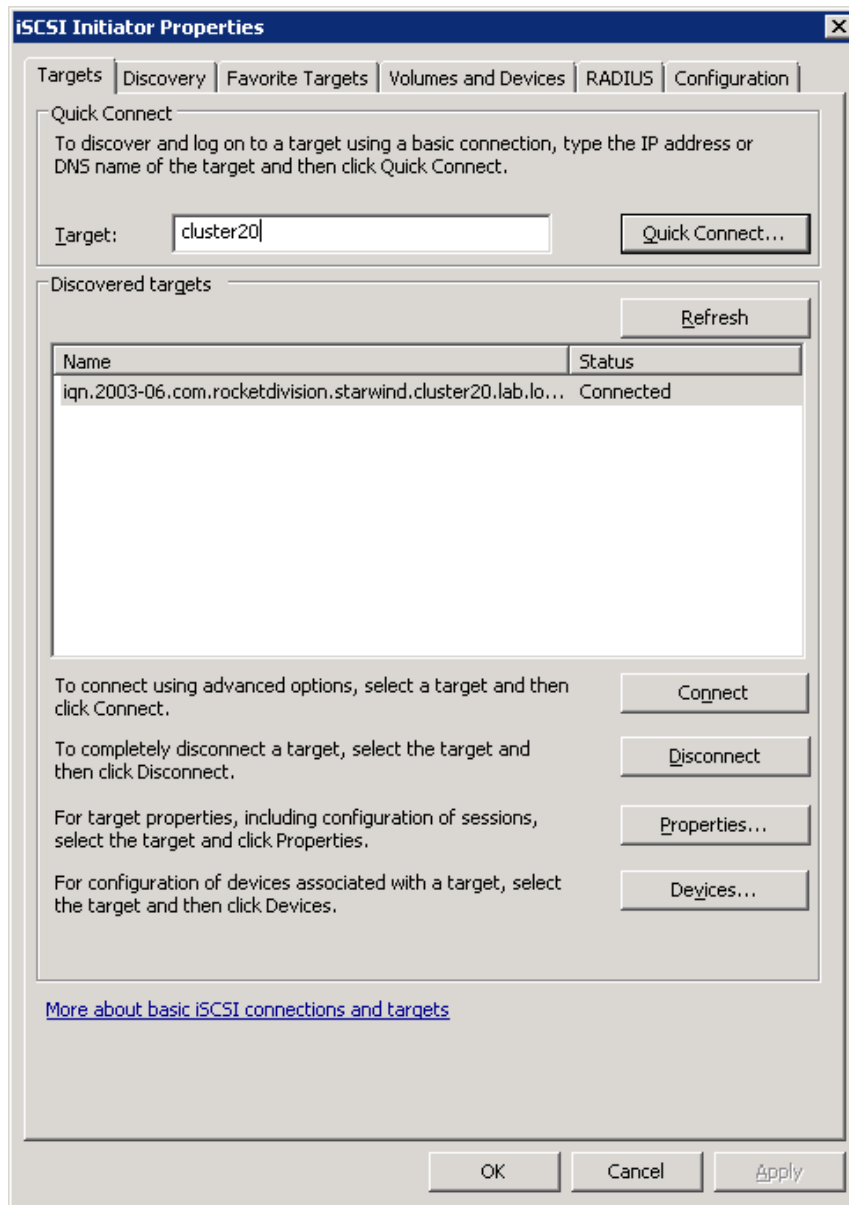 iSCSI Initiator Properties
Targets Discovery Favorite Targets Volumes and Devices RADIUS Configuration
Quick Connect
To discover and log on to a target using a basic connection, type the IP address or
DNS name of the target and then click Quick Connect.
Target: cluster20 Quick Connect...
Discovered targets
Refresh
Name Status
iqn.2003-06.com.rocketdivision.starwind.cluster20.lab.lo... Connected
To connect using advanced options, select a target and then
click Connect.
Connect
To completely disconnect a target, select the target and
then click Disconnect.
Disconnect
For target properties, including configuration of sessions,
select the target and click Properties.
Properties...
For configuration of devices associated with a target, select
the target and then click Devices.
Devices...
More about basic iSCSI connections and targets
OK Cancel Apply